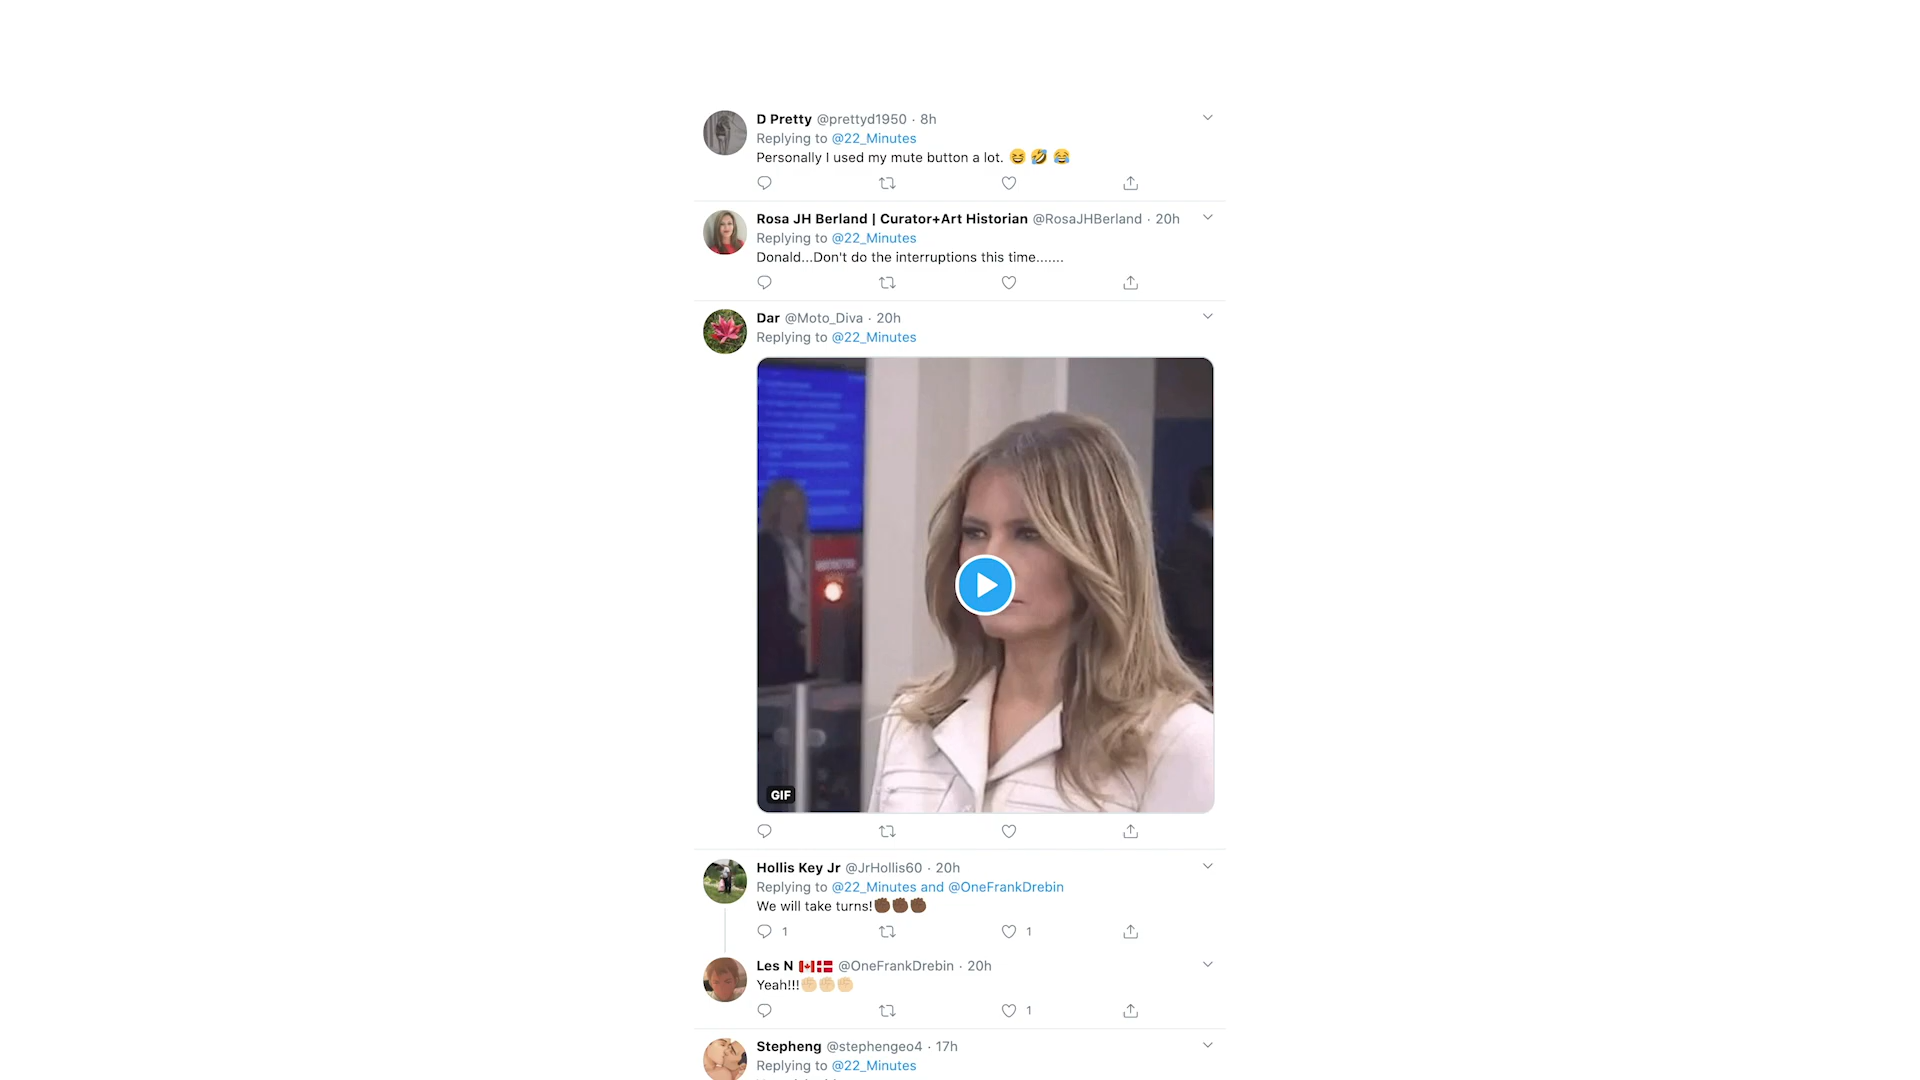 D Pretty @prettyd1950 · 8h
Replying to @22_Minutes
Personally I used my mute button a lot. 😆 🤣 😂
Rosa JH Berland | Curator+Art Historian @RosaJHBerland · 20h
Replying to @22_Minutes
Donald...Don't do the interruptions this time.......
Dar @Moto_Diva · 20h
Replying to @22_Minutes
GIF
Hollis Key Jr @JrHollis60 · 20h
Replying to @22_Minutes and @OneFrankDrebin
We will take turns!✊🏾✊🏾✊🏾
1 1
Les N 🇨🇦🇩🇰 @OneFrankDrebin · 20h
Yeah!!!✊🏼✊🏼✊🏼
1
Stepheng @stephengeo4 · 17h
Replying to @22_Minutes